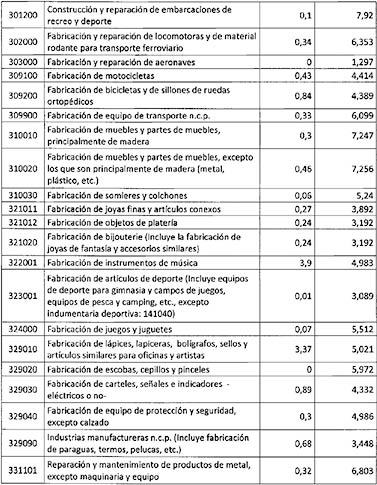 301200 Construcción y reparación de embarcaciones de recreo y deporte 0,1 7,92
302000 Fabricación y reparación de locomotoras y de material rodante para transporte ferroviario 0,34 6,353
303000 Fabricación y reparación de aeronaves 0 1,297
309100 Fabricación de motocicletas 0,43 4,414
309200 Fabricación de bicicletas y de sillones de ruedas ortopédicos 0,84 4,389
309900 Fabricación de equipo de transporte n.c.p. 0,33 6,099
310010 Fabricación de muebles y partes de muebles, principalmente de madera 0,3 7,247
310020 Fabricación de muebles y partes de muebles, excepto los que son principalmente de madera (metal, plástico, etc.) 0,46 7,256
310030 Fabricación de somieres y colchones 0,06 5,24
321011 Fabricación de joyas finas y artículos conexos 0,27 3,892
321012 Fabricación de objetos de platería 0,24 3,192
321020 Fabricación de bijouterie (Incluye la fabricación de joyas de fantasía y accesorios similares) 0,24 3,192
322001 Fabricación de instrumentos de música 3,9 4,983
323001 Fabricación de artículos de deporte (Incluye equipos de deporte para gimnasia y campos de juegos, equipos de pesca y camping, etc., excepto indumentaria deportiva: 141040) 0,01 3,089
324000 Fabricación de juegos y juguetes 0,07 5,512
329010 Fabricación de lápices, lapiceras, bolígrafos, sellos y artículos similares para oficinas y artistas 3,37 5,021
329020 Fabricación de escobas, cepillos y pinceles 0 5,972
329030 Fabricación de carteles, señales e indicadores - eléctricos o no- 0,89 4,332
329040 Fabricación de equipo de protección y seguridad, excepto calzado 0,3 4,986
329090 Industrias manufactureras n.c.p. (Incluye fabricación de paraguas, termos, pelucas, etc.) 0,68 3,448
331101 Reparación y mantenimiento de productos de metal, excepto maquinaria y equipo 0,32 6,803